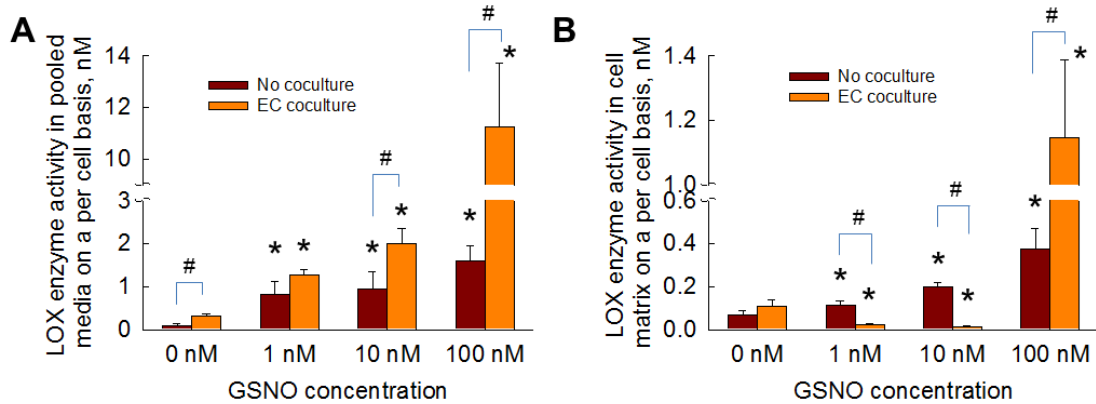 A
LOX enzyme activity in pooled
media on a per cell basis, nM
14
12
10
8
3
2
1
0
No coculture
EC coculture
#
*
*
#
*
*
#
*
*
0 nM
1 nM
10 nM
100 nM
GSNO concentration
B
LOX enzyme activity in cell
matrix on a per cell basis, nM
1.4
1.2
1.0
0.6
0.4
0.2
0.0
No coculture
EC coculture
#
*
*
#
*
*
#
*
*
0 nM
1 nM
10 nM
100 nM
GSNO concentration